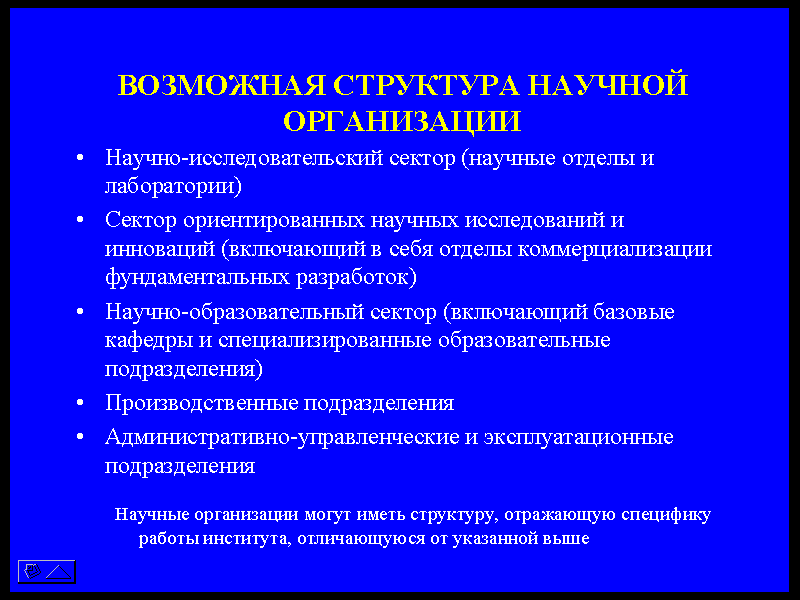 ВОЗМОЖНАЯ СТРУКТУРА НАУЧНОЙ
ОРГАНИЗАЦИИ
• Научно-исследовательский сектор (научные отделы и
лаборатории)
• Сектор ориентированных научных исследований и
инноваций (включающий в себя отделы коммерциализации
фундаментальных разработок)
• Научно-образовательный сектор (включающий базовые
кафедры и специализированные образовательные
подразделения)
• Производственные подразделения
• Административно-управленческие и эксплуатационные
подразделения
Научные организации могут иметь структуру, отражающую специфику
работы института, отличающуюся от указанной выше